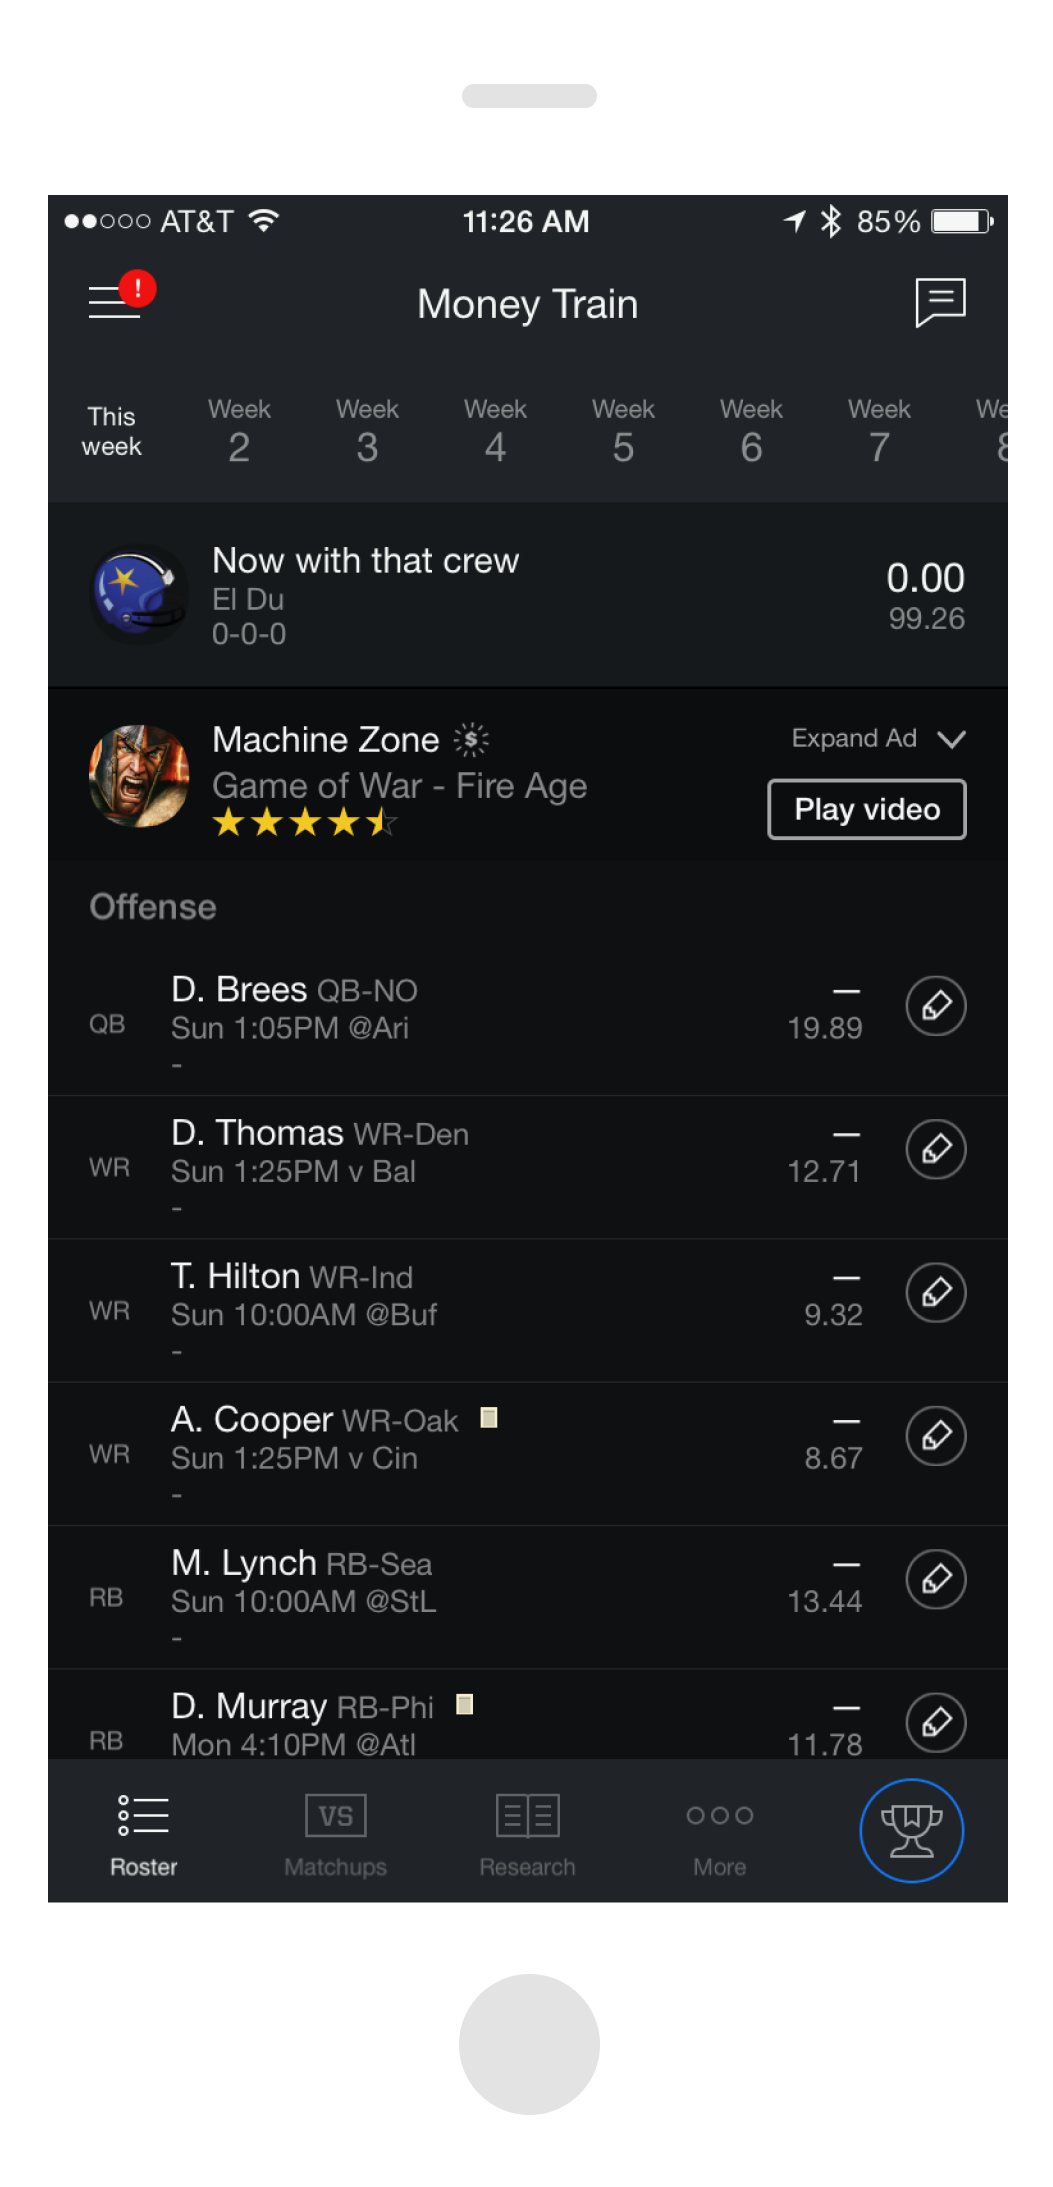 AT&T 11:26 AM 85%
!
Money Train
This week
Week 2
Week 3
Week 4
Week 5
Week 6
Week 7
We 8
Now with that crew
El Du
0-0-0
0.00
99.26
Machine Zone $
Game of War - Fire Age
Expand Ad
Play video
Offense
QB
D. Brees QB-NO
Sun 1:05PM @Ari
-
–
19.89
WR
D. Thomas WR-Den
Sun 1:25PM v Bal
-
–
12.71
WR
T. Hilton WR-Ind
Sun 10:00AM @Buf
-
–
9.32
WR
A. Cooper WR-Oak
Sun 1:25PM v Cin
-
–
8.67
RB
M. Lynch RB-Sea
Sun 10:00AM @StL
-
–
13.44
RB
D. Murray RB-Phi
Mon 4:10PM @Atl
–
11.78
Roster
VS
Matchups
Research
More